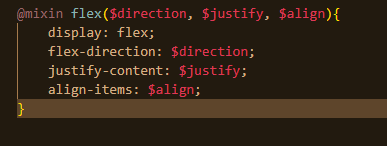 @mixin flex($direction, $justify, $align){
    display: flex;
    flex-direction: $direction;
    justify-content: $justify;
    align-items: $align;
}